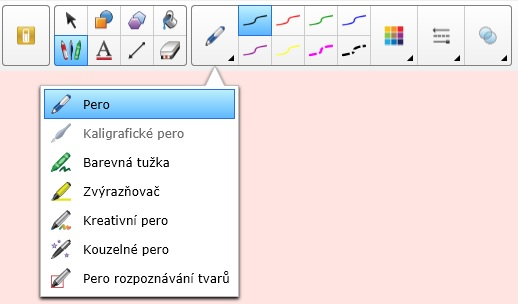 A
Pero
Kaligrafické pero
Barevná tužka
Zvýrazňovač
Kreativní pero
Kouzelné pero
Pero rozpoznávání tvarů